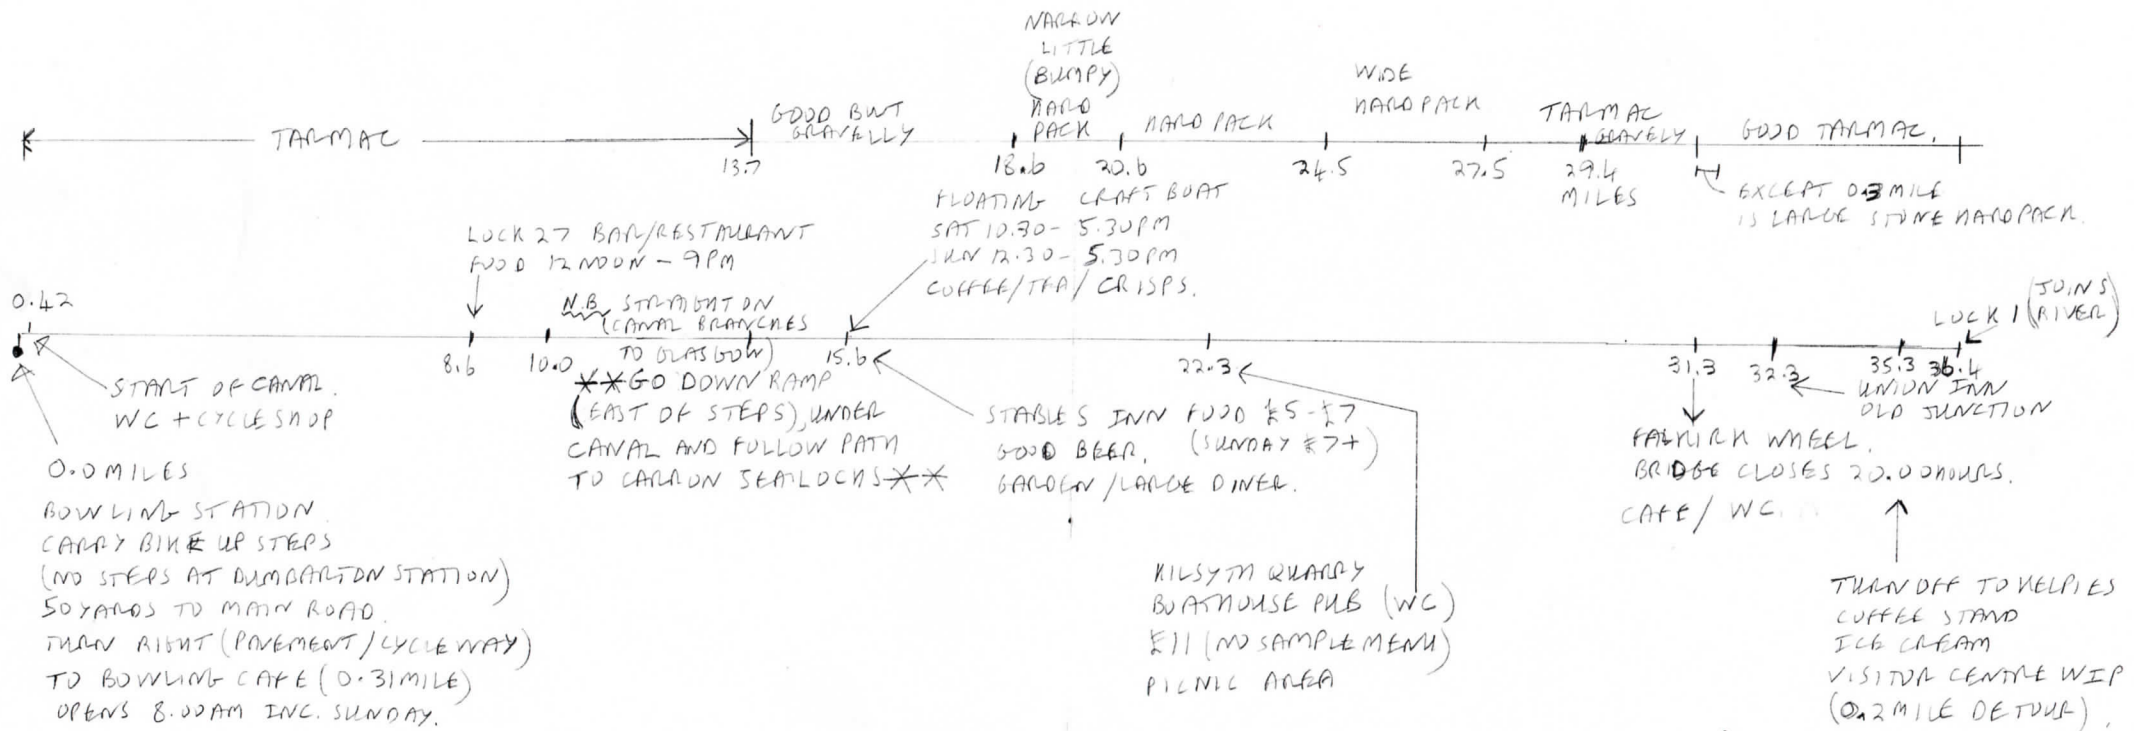 NARROW
LITTLE
(BUMPY)
HARD
PACK
TARMAC
GOOD BUT
GRAVELLY
HARD PACK
WIDE
HARD PACK
TARMAC
GRAVELY
GOOD TARMAC.
13.7
18.6
20.6
24.5
27.5
29.4
MILES
EXCEPT 0.3 MILE
IS LARGE STONE HARDPACK.
FLOATING CRAFT BOAT
SAT 10.30 - 5.30PM
SUN 12.30 - 5.30PM
COFFEE/TEA/CRISPS.
LOCK 27 BAR/RESTAURANT
FOOD 12 NOON - 9PM
0.42
N.B. STRAIGHT ON
(CANAL BRANCHES
TO GLASGOW)
LOCK 1 (JOINS
RIVER)
8.6
10.0
15.6
22.3
31.3
32.3
35.3
36.4
START OF CANAL.
WC + CYCLE SHOP
**GO DOWN RAMP
(EAST OF STEPS), UNDER
CANAL AND FOLLOW PATH
TO CARRON SEALOCKS**
STABLES INN FOOD £5-£7
GOOD BEER. (SUNDAY £7+)
GARDEN/LARGE DINER.
UNION INN
OLD JUNCTION
FALKIRK WHEEL.
BRIDGE CLOSES 20.00HOURS.
CAFE/ WC
0.0 MILES
BOWLING STATION.
CARRY BIKE UP STEPS
(NO STEPS AT DUMBARTON STATION)
50 YARDS TO MAIN ROAD.
TURN RIGHT (PAVEMENT/CYCLEWAY)
TO BOWLING CAFE (0.31 MILE)
OPENS 8.00AM INC. SUNDAY.
KILSYTH QUARRY
BOATHOUSE PUB (WC)
£11 (NO SAMPLE MENU)
PICNIC AREA
TURN OFF TO KELPIES
COFFEE STAND
ICE CREAM
VISITOR CENTRE WIP
(0.2 MILE DETOUR).